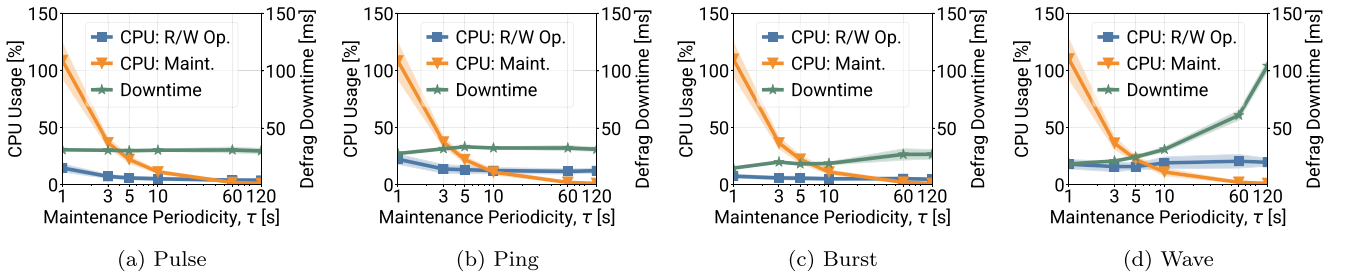 150
100
50
0
CPU Usage [%]
CPU: R/W Op.
CPU: Maint.
Downtime
150
100
50
Defrag Downtime [ms]
1 3 5 10 60 120
Maintenance Periodicity, τ [s]
(a) Pulse
150
100
50
0
CPU Usage [%]
CPU: R/W Op.
CPU: Maint.
Downtime
150
100
50
Defrag Downtime [ms]
1 3 5 10 60 120
Maintenance Periodicity, τ [s]
(b) Ping
150
100
50
0
CPU Usage [%]
CPU: R/W Op.
CPU: Maint.
Downtime
150
100
50
Defrag Downtime [ms]
1 3 5 10 60 120
Maintenance Periodicity, τ [s]
(c) Burst
150
100
50
0
CPU Usage [%]
CPU: R/W Op.
CPU: Maint.
Downtime
150
100
50
Defrag Downtime [ms]
1 3 5 10 60 120
Maintenance Periodicity, τ [s]
(d) Wave